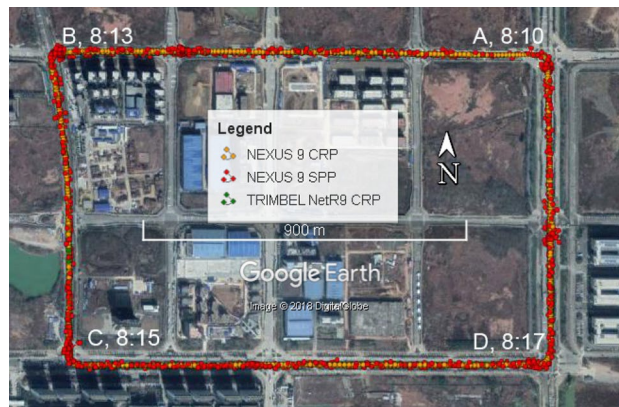 B, 8:13
A, 8:10
Legend
NEXUS 9 CRP
NEXUS 9 SPP
TRIMBEL NetR9 CRP
N
900 m
Google Earth
Image © 2018 DigitalGlobe
C, 8:15
D, 8:17